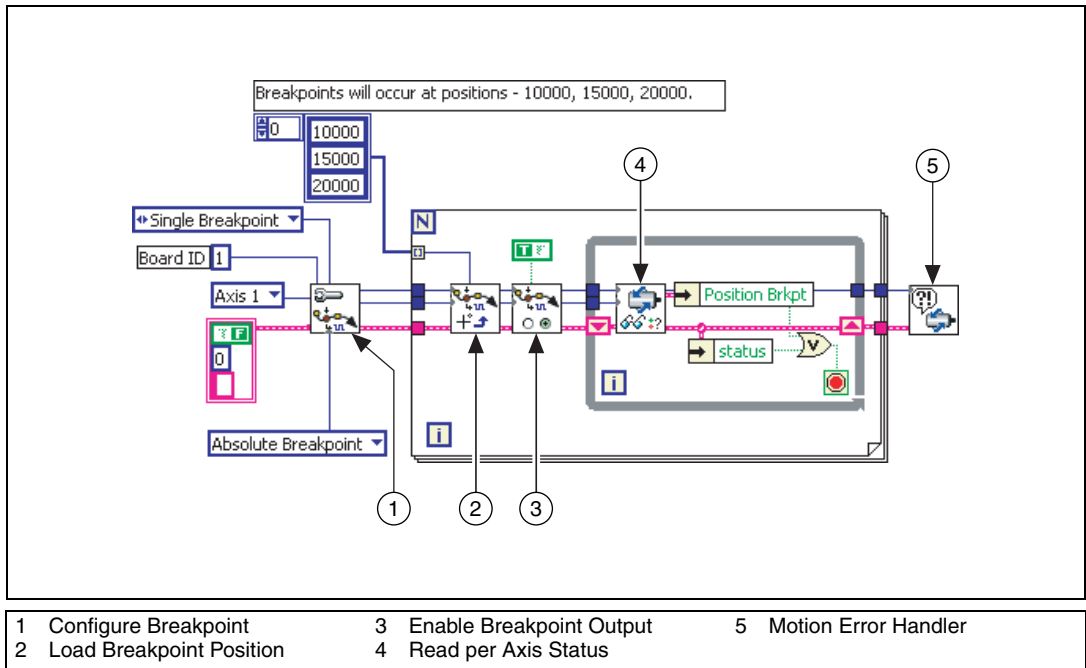 Breakpoints will occur at positions - 10000, 15000, 20000.
0
10000
15000
20000
4
5
Single Breakpoint
N
Board ID 1
T
Axis 1
Position Brkpt
?!
F
0
?
status
V
i
Absolute Breakpoint
i
1
2
3
1 Configure Breakpoint
2 Load Breakpoint Position
3 Enable Breakpoint Output
4 Read per Axis Status
5 Motion Error Handler